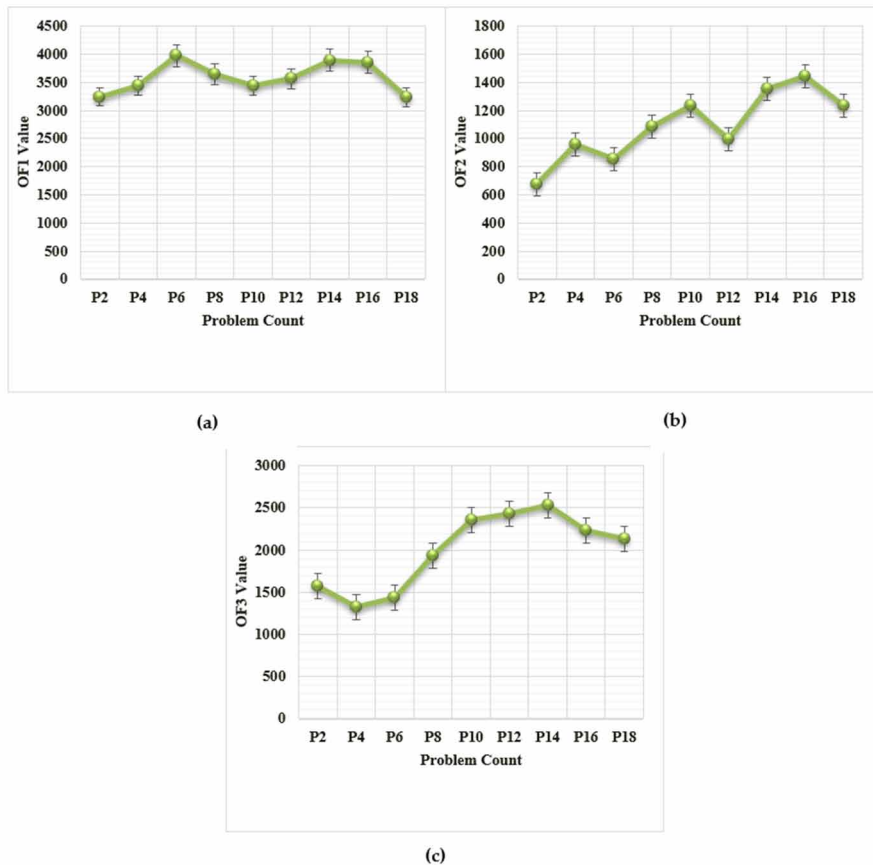 4500
4000
3500
3000
2500
2000
1500
1000
500
0
OF1 Value
P2 P4 P6 P8 P10 P12 P14 P16 P18
Problem Count
(a)
1800
1600
1400
1200
1000
800
600
400
200
0
OF2 Value
P2 P4 P6 P8 P10 P12 P14 P16 P18
Problem Count
(b)
3000
2500
2000
1500
1000
500
0
OF3 Value
P2 P4 P6 P8 P10 P12 P14 P16 P18
Problem Count
(c)